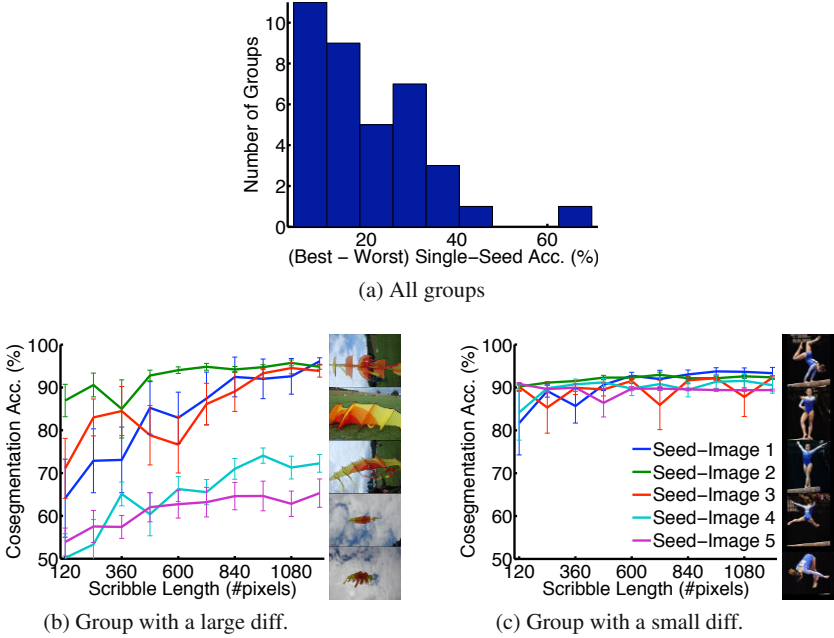 10
8
6
4
2
0
Number of Groups
20 40 60
(Best − Worst) Single−Seed Acc. (%)
(a) All groups
100
90
80
70
60
50
Cosegmentation Acc. (%)
120 360 600 840 1080
Scribble Length (#pixels)
(b) Group with a large diff.
100
90
80
70
60
50
Cosegmentation Acc. (%)
Seed−Image 1
Seed−Image 2
Seed−Image 3
Seed−Image 4
Seed−Image 5
120 360 600 840 1080
Scribble Length (#pixels)
(c) Group with a small diff.